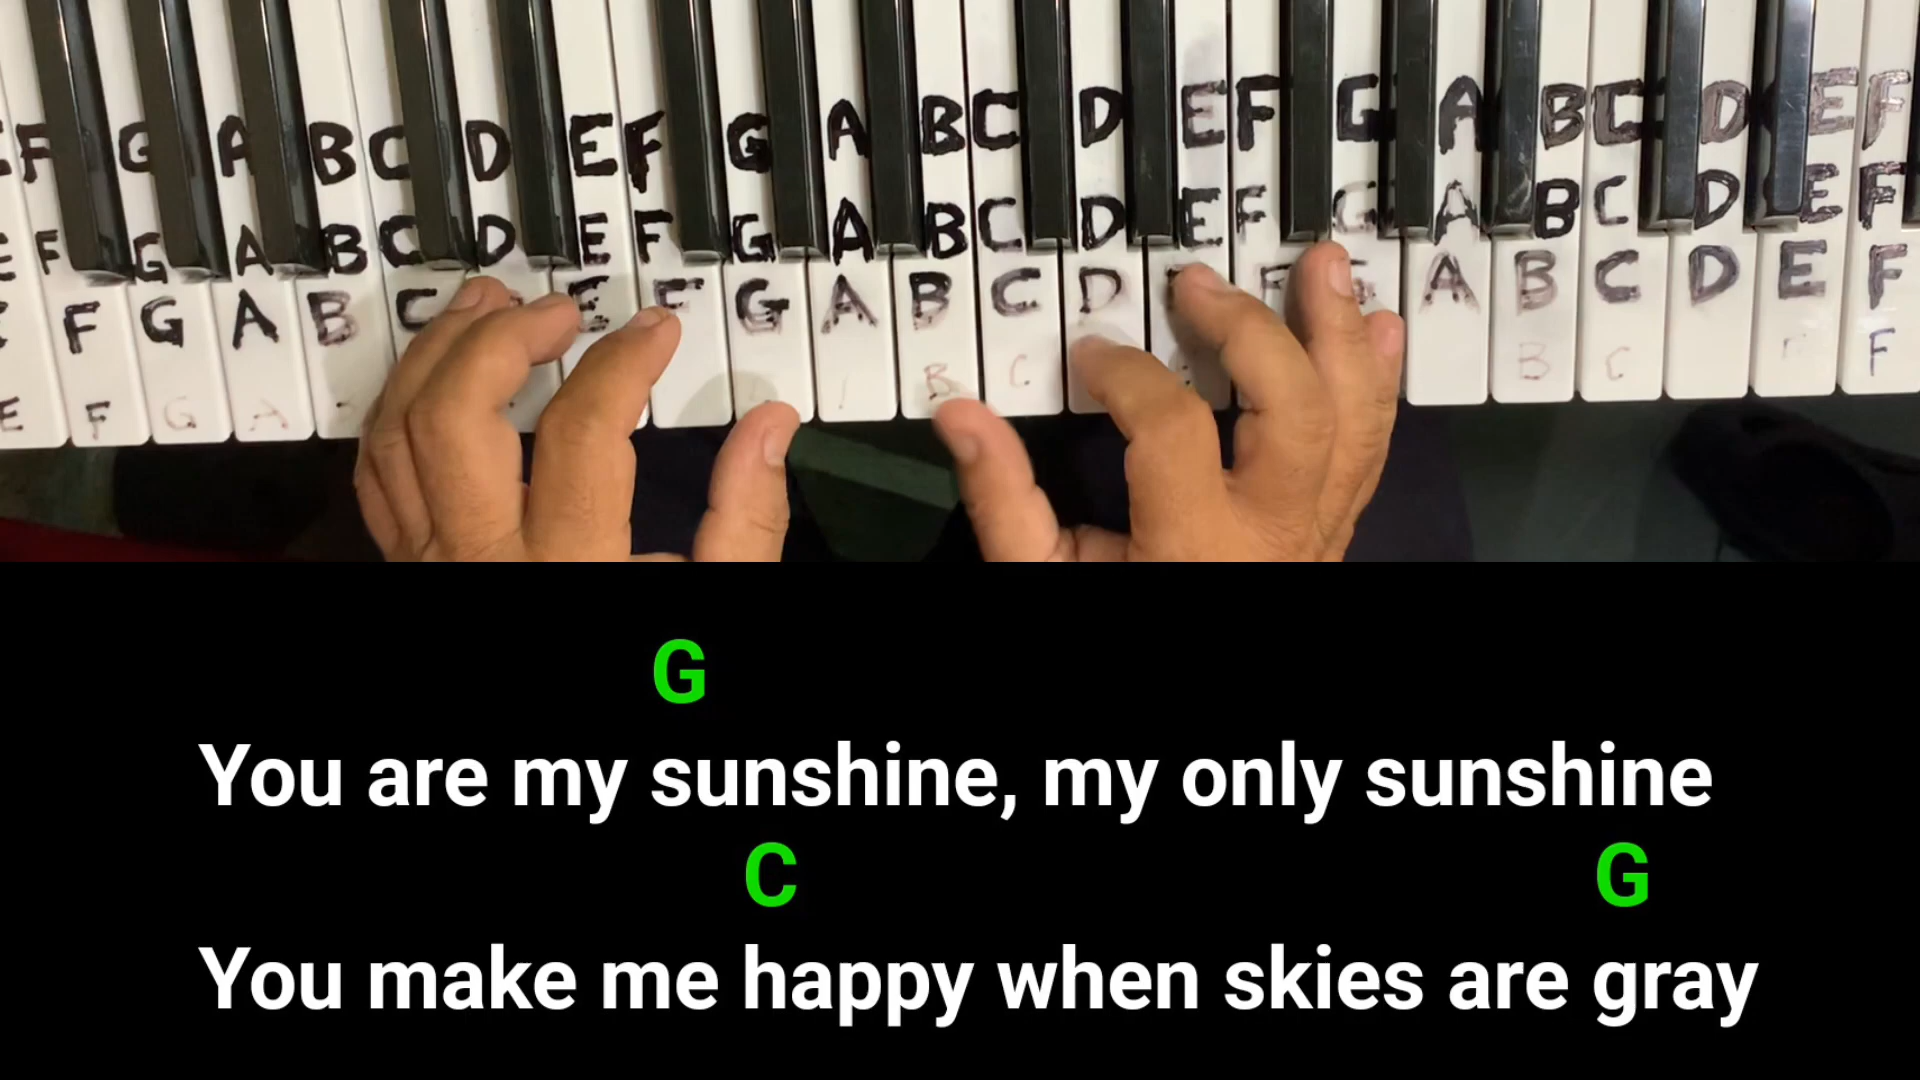 E F G A B C D E F G A B C D E F G A B C D E F
E F G A B C D E F G A B C D E F G A B C D E F
E F G A B C E F G A B C D F G A B C D E F
E F G A B C B C F
G
You are my sunshine, my only sunshine
C G
You make me happy when skies are gray